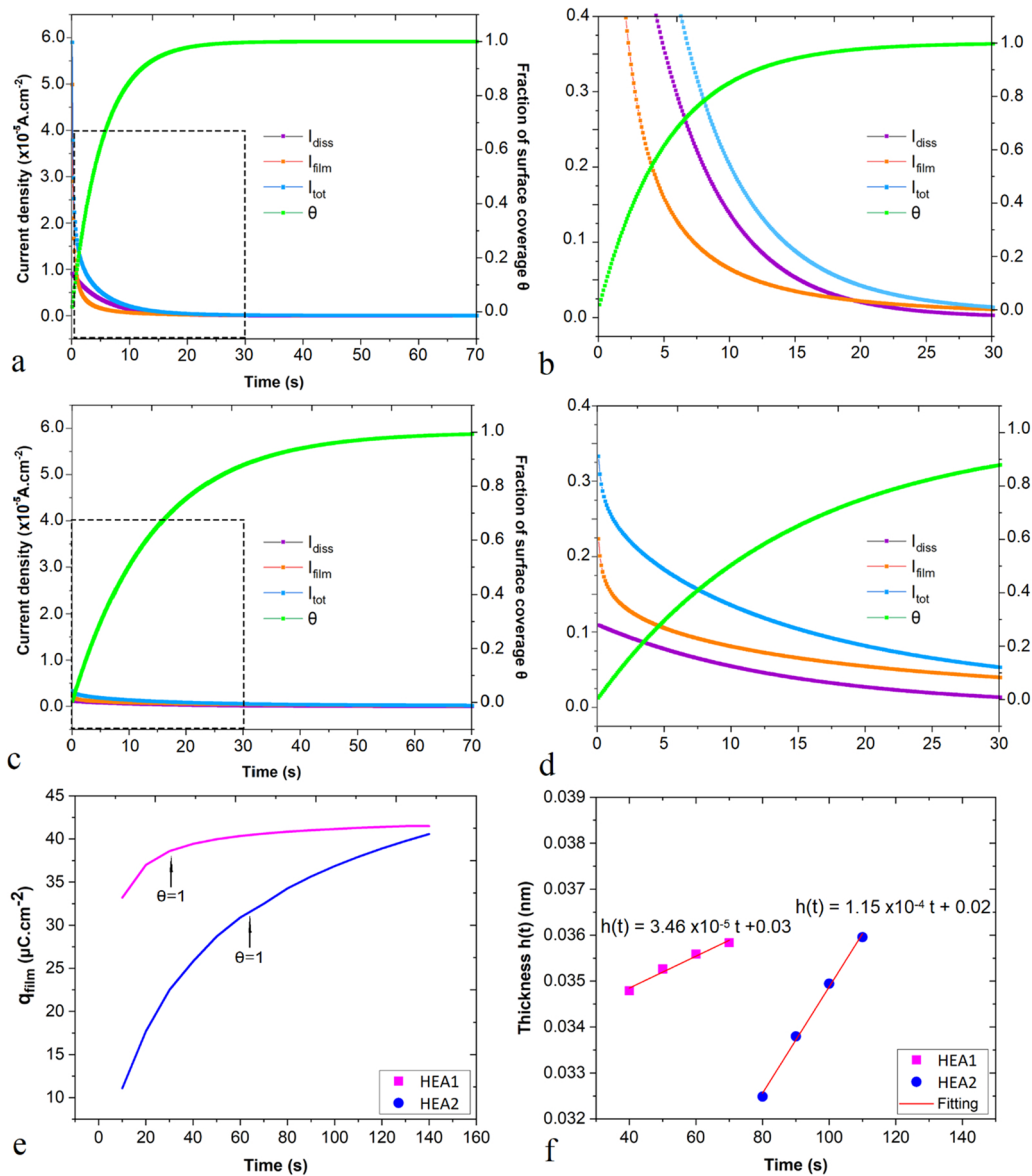 6.0
5.0
4.0
3.0
2.0
1.0
0.0
Current density (x10⁻⁵A.cm⁻²)
1.0
0.8
0.6
0.4
0.2
0.0
Fraction of surface coverage θ
I_diss
I_film
I_tot
θ
0 10 20 30 40 50 60 70
Time (s)
a
0.4
0.3
0.2
0.1
0.0
1.0
0.8
0.6
0.4
0.2
0.0
I_diss
I_film
I_tot
θ
0 5 10 15 20 25 30
Time (s)
b
6.0
5.0
4.0
3.0
2.0
1.0
0.0
Current density (x10⁻⁵A.cm⁻²)
1.0
0.8
0.6
0.4
0.2
0.0
Fraction of surface coverage θ
I_diss
I_film
I_tot
θ
0 10 20 30 40 50 60 70
Time (s)
c
0.4
0.3
0.2
0.1
0.0
1.0
0.8
0.6
0.4
0.2
0.0
I_diss
I_film
I_tot
θ
0 5 10 15 20 25 30
Time (s)
d
45
40
35
30
25
20
15
10
q_film (µC.cm⁻²)
θ=1
θ=1
HEA1
HEA2
0 20 40 60 80 100 120 140 160
Time (s)
e
0.039
0.038
0.037
0.036
0.035
0.034
0.033
0.032
Thickness h(t) (nm)
h(t) = 1.15 x10⁻⁴ t + 0.02
h(t) = 3.46 x10⁻⁵ t +0.03
HEA1
HEA2
Fitting
40 60 80 100 120 140
Time (s)
f